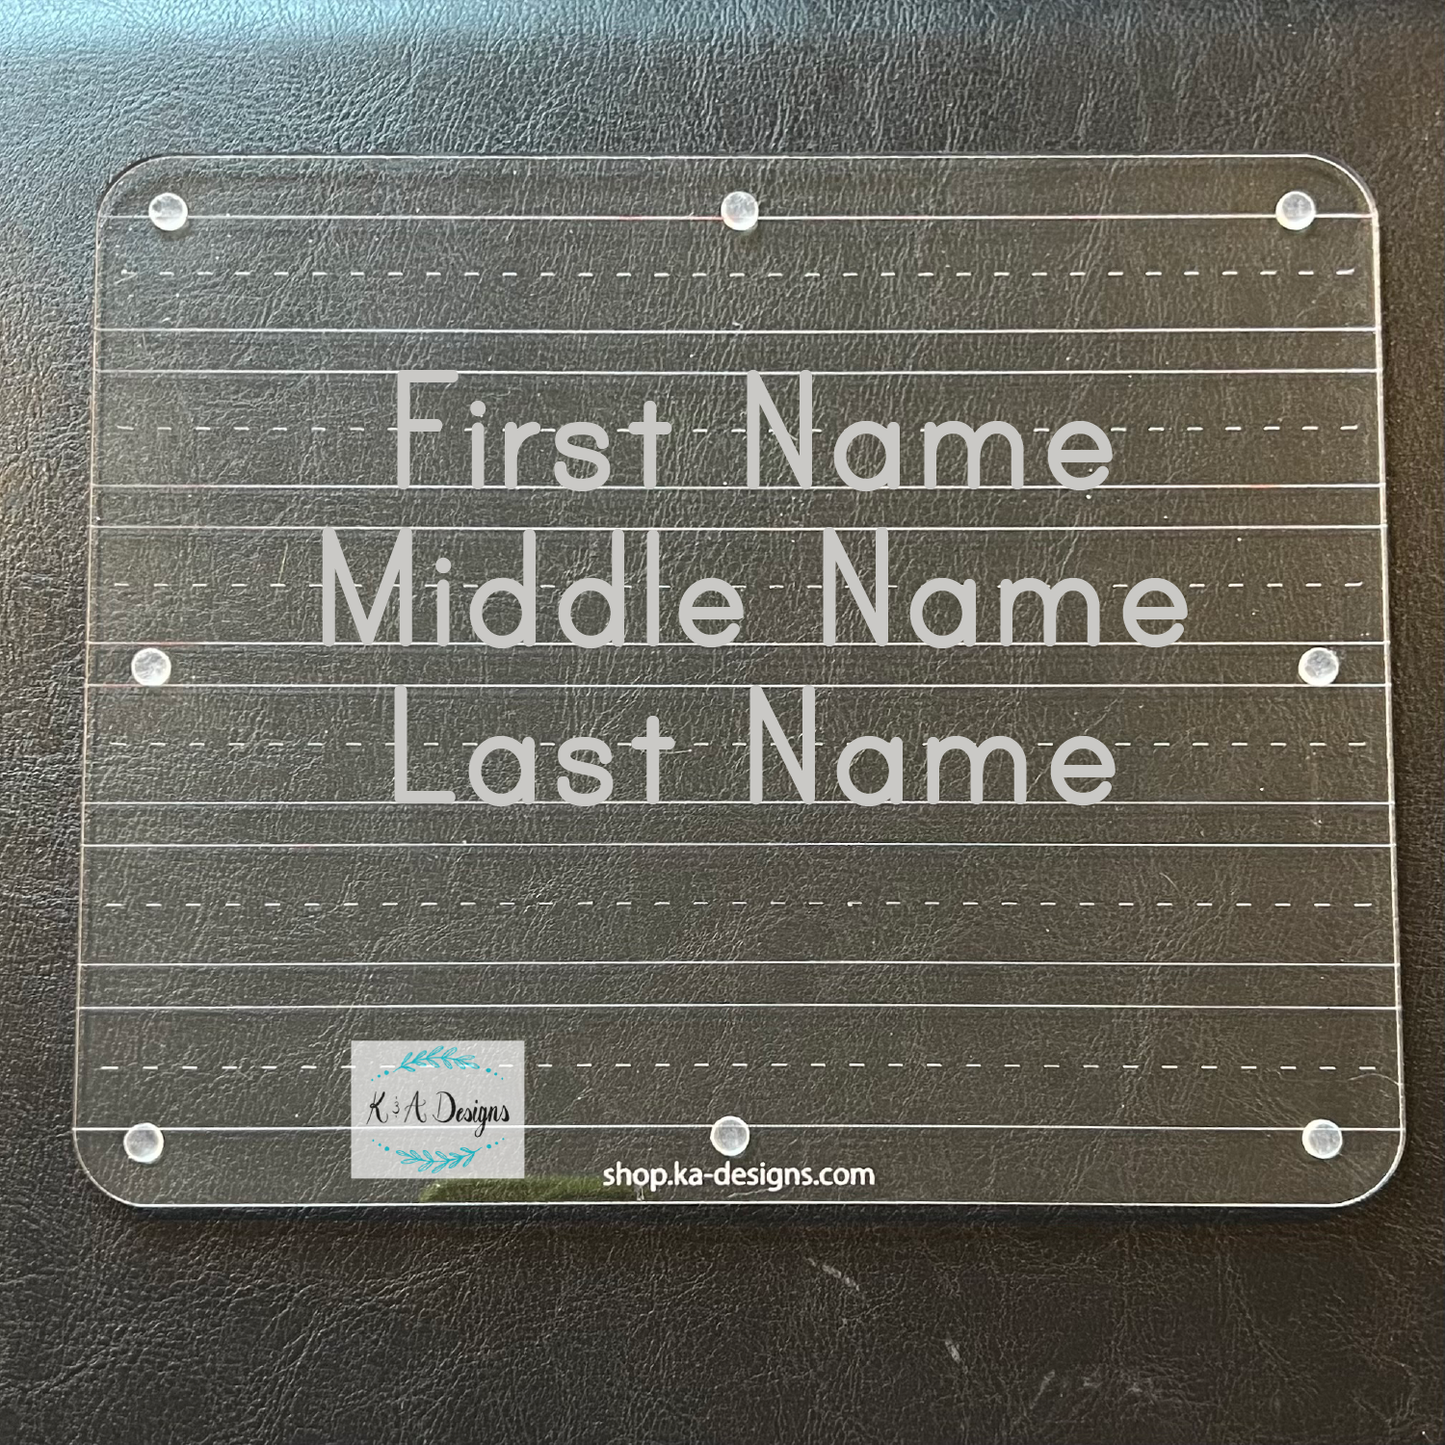 First Name
Middle Name
Last Name
K & A Designs
shop.ka-designs.com